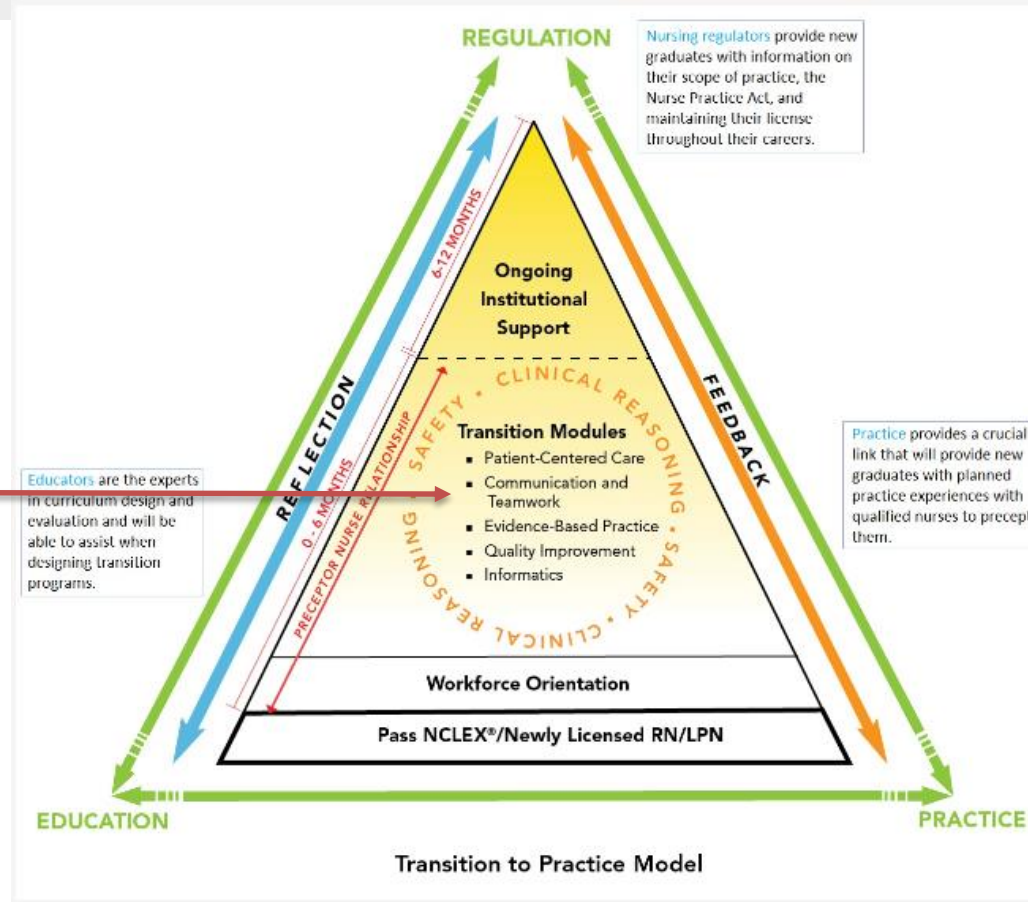 REGULATION
Nursing regulators provide new
graduates with information on
their scope of practice, the
Nurse Practice Act, and
maintaining their license
throughout their careers.
6-12 MONTHS
Ongoing
Institutional
Support
REFLECTION
FEEDBACK
0 - 6 MONTHS
PRECEPTOR NURSE RELATIONSHIP
SAFETY • CLINICAL REASONING • SAFETY • CLINICAL REASONING •
Transition Modules
▪ Patient-Centered Care
▪ Communication and
Teamwork
▪ Evidence-Based Practice
▪ Quality Improvement
▪ Informatics
Educators are the experts
in curriculum design and
evaluation and will be
able to assist when
designing transition
programs.
Practice provides a crucial
link that will provide new
graduates with planned
practice experiences with
qualified nurses to precept
them.
Workforce Orientation
Pass NCLEX®/Newly Licensed RN/LPN
EDUCATION
PRACTICE
Transition to Practice Model